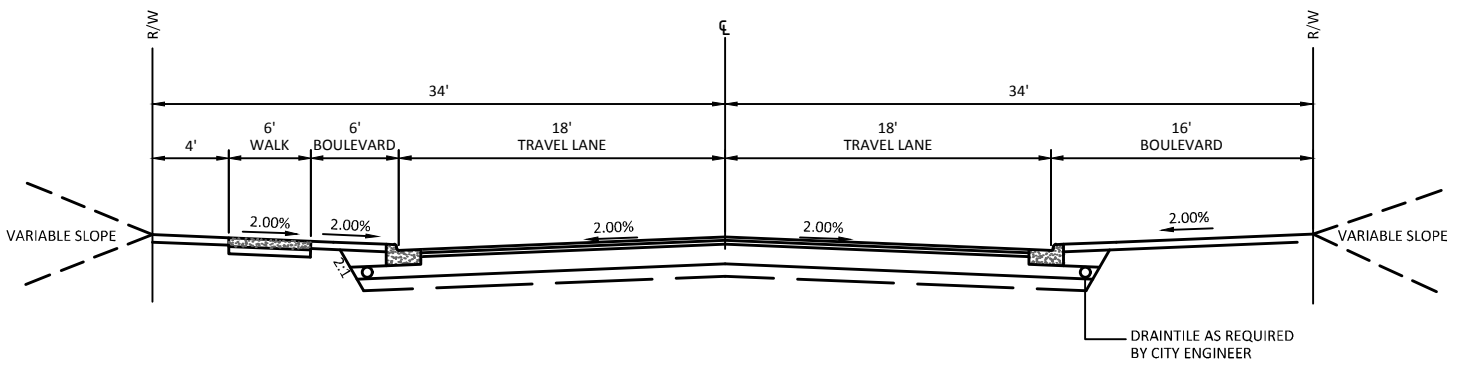 R/W
℄
R/W
34'
34'
4'
6'
WALK
6'
BOULEVARD
18'
TRAVEL LANE
18'
TRAVEL LANE
16'
BOULEVARD
VARIABLE SLOPE
2.00%
2.00%
2.00%
2.00%
2.00%
VARIABLE SLOPE
2:1
DRAINTILE AS REQUIRED
BY CITY ENGINEER